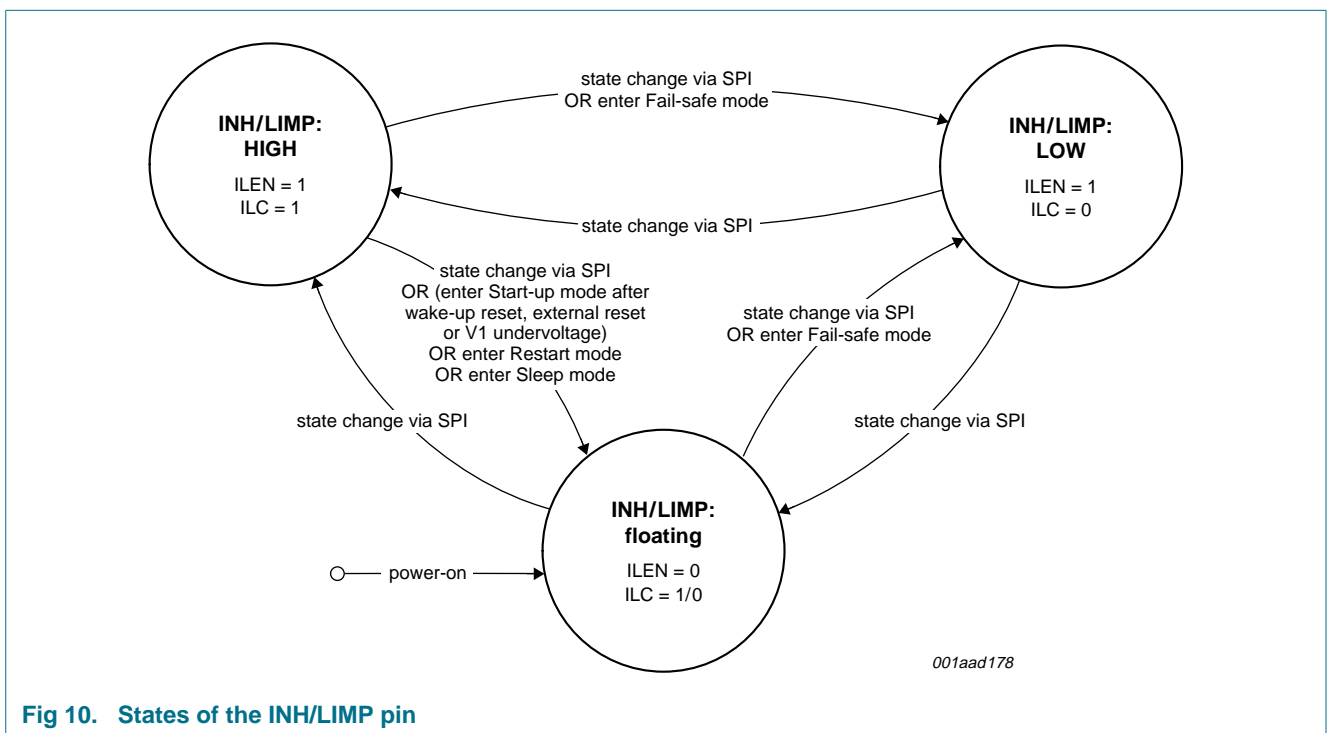 state change via SPI
OR enter Fail-safe mode
INH/LIMP:
HIGH
ILEN = 1
ILC = 1
INH/LIMP:
LOW
ILEN = 1
ILC = 0
state change via SPI
state change via SPI
OR (enter Start-up mode after
wake-up reset, external reset
or V1 undervoltage)
OR enter Restart mode
OR enter Sleep mode
state change via SPI
OR enter Fail-safe mode
state change via SPI
state change via SPI
INH/LIMP:
floating
ILEN = 0
ILC = 1/0
power-on
001aad178
Fig 10. States of the INH/LIMP pin